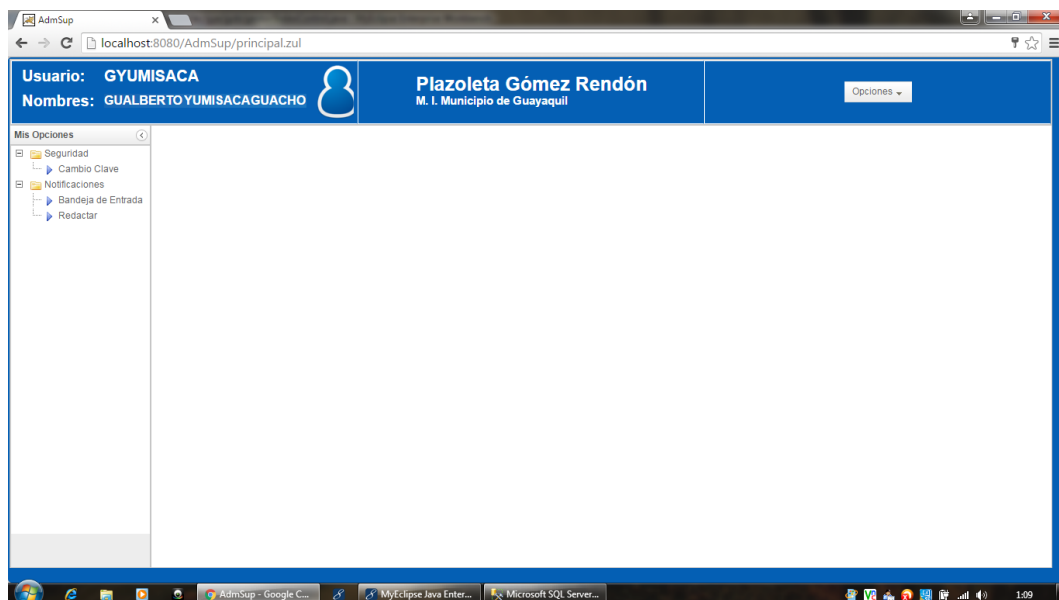 AdmSup
localhost:8080/AdmSup/principal.zul
Usuario: GYUMISACA
Nombres: GUALBERTO YUMISACA GUACHO
Plazoleta Gómez Rendón
M. I. Municipio de Guayaquil
Opciones
Mis Opciones
Seguridad
Cambio Clave
Notificaciones
Bandeja de Entrada
Redactar
AdmSup - Google C...
MyEclipse Java Enter...
Microsoft SQL Server...
1:09